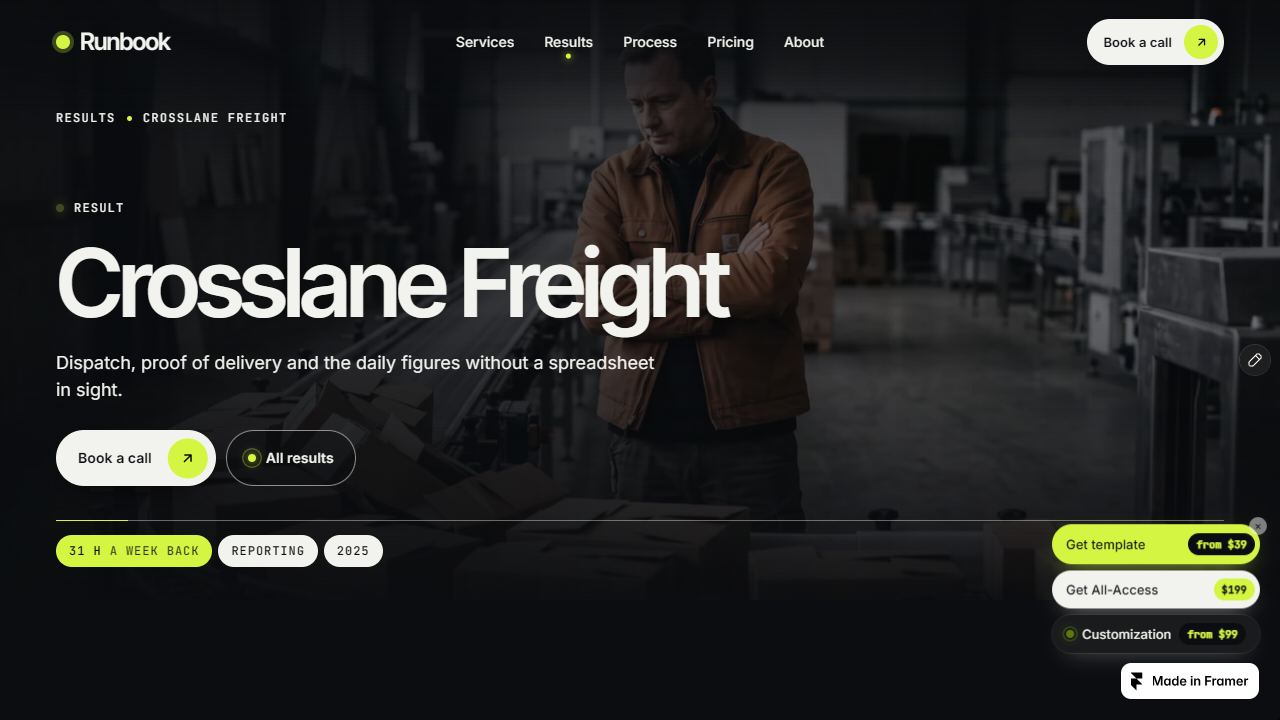 Runbook
Services
Results
Process
Pricing
About
Book a call
RESULTS
CROSSLANE FREIGHT
RESULT
Crosslane Freight
Dispatch, proof of delivery and the daily figures without a spreadsheet
in sight.
Book a call
All results
31 H A WEEK BACK
REPORTING
2025
Get template
from $39
Get All-Access
$199
Customization
from $99
Made in Framer